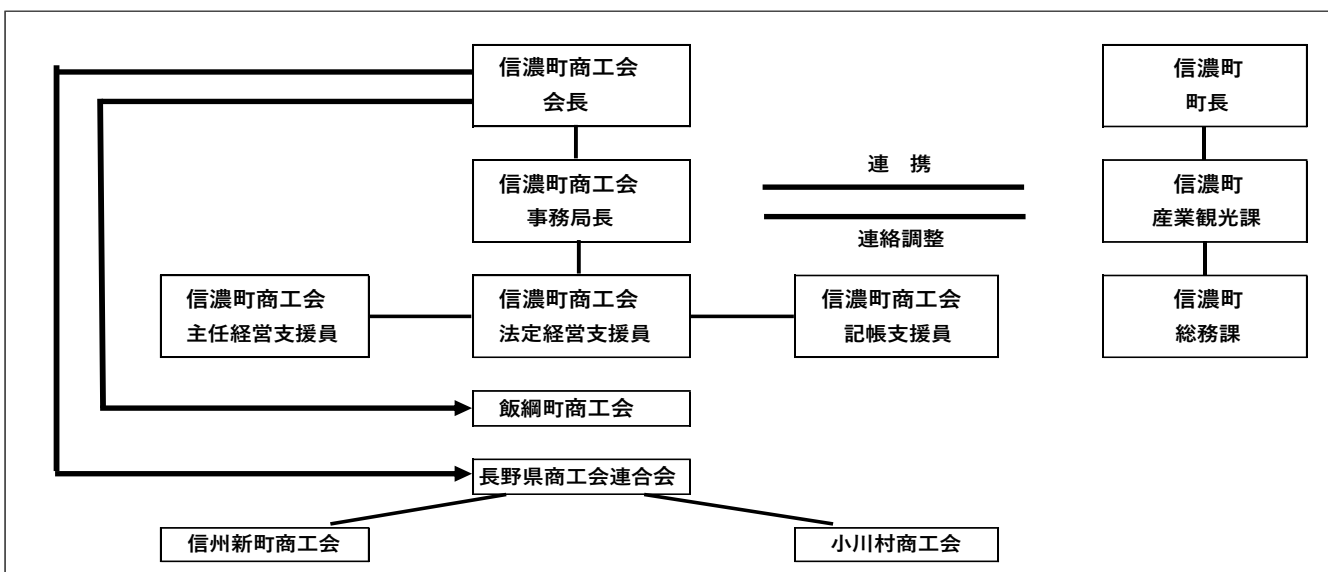 信濃町商工会
会長
信濃町
町長
信濃町商工会
事務局長
連　携
連絡調整
信濃町
産業観光課
信濃町商工会
主任経営支援員
信濃町商工会
法定経営支援員
信濃町商工会
記帳支援員
信濃町
総務課
飯綱町商工会
長野県商工会連合会
信州新町商工会
小川村商工会